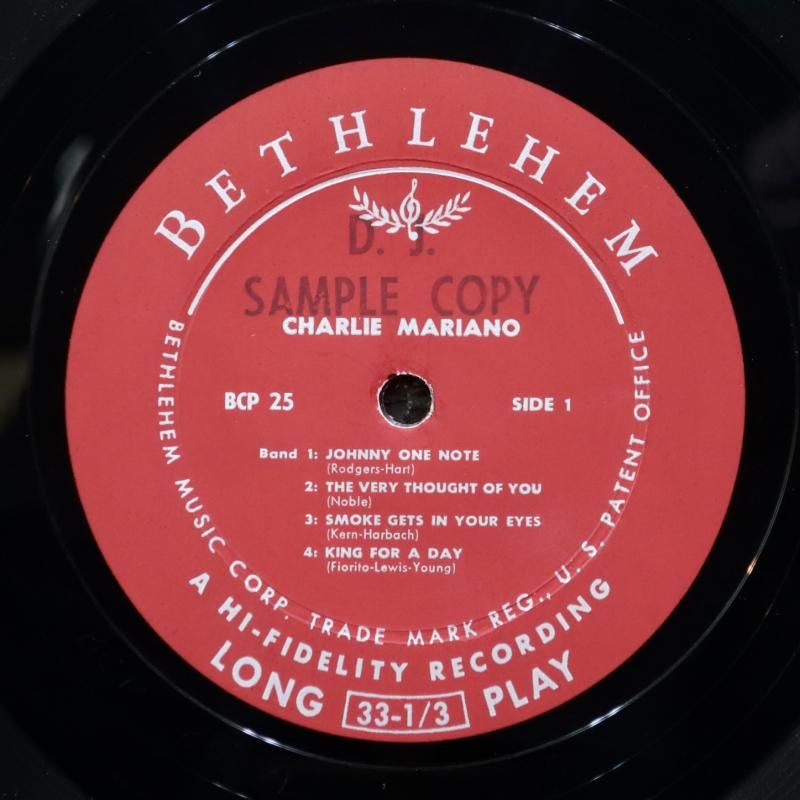 BETHLEHEM
D. J.
SAMPLE COPY
CHARLIE MARIANO
BCP 25
SIDE 1
Band 1: JOHNNY ONE NOTE
(Rodgers-Hart)
2: THE VERY THOUGHT OF YOU
(Noble)
3: SMOKE GETS IN YOUR EYES
(Kern-Harbach)
4: KING FOR A DAY
(Fiorito-Lewis-Young)
BETHLEHEM MUSIC CORP. TRADE MARK REG., U. S. PATENT OFFICE
A HI-FIDELITY RECORDING
LONG 33-1/3 PLAY